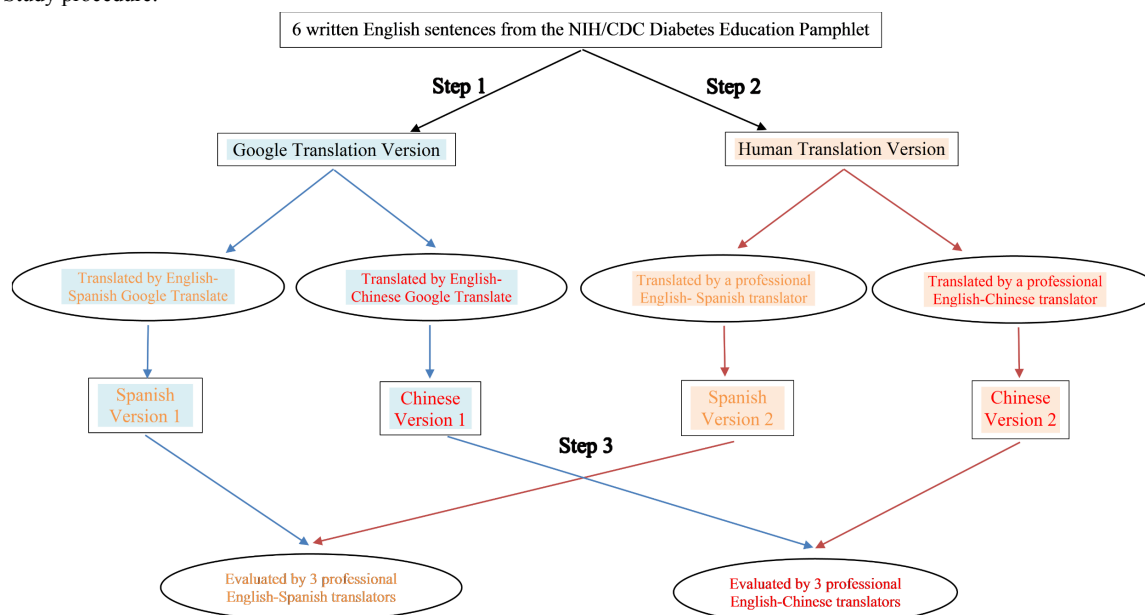 Study procedure.
6 written English sentences from the NIH/CDC Diabetes Education Pamphlet
Step 1
Step 2
Google Translation Version
Human Translation Version
Translated by English-
Spanish Google Translate
Translated by English-
Chinese Google Translate
Translated by a professional
English- Spanish translator
Translated by a professional
English-Chinese translator
Spanish
Version 1
Chinese
Version 1
Spanish
Version 2
Chinese
Version 2
Step 3
Evaluated by 3 professional
English-Spanish translators
Evaluated by 3 professional
English-Chinese translators